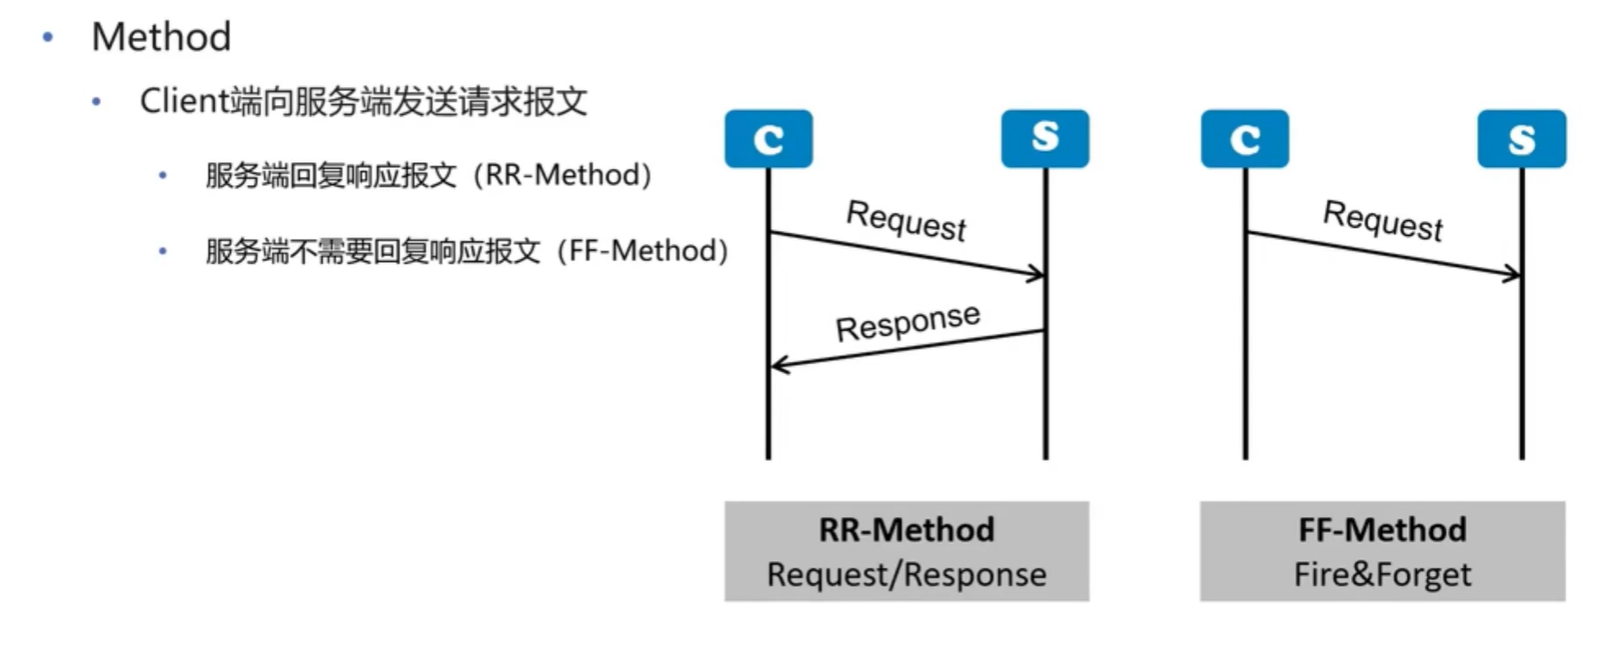 Method
Client端向服务端发送请求报文
服务端回复响应报文（RR-Method）
服务端不需要回复响应报文（FF-Method）
C
S
Request
Response
RR-Method
Request/Response
C
S
Request
FF-Method
Fire&Forget